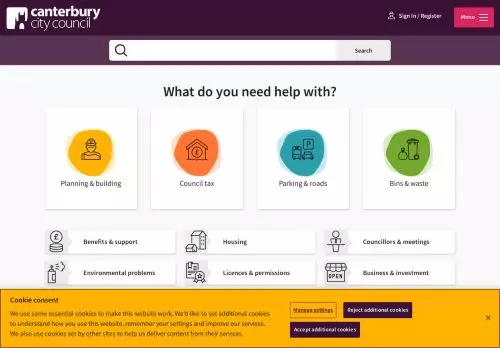 canterbury
city council
Sign In / Register
Menu
Search
What do you need help with?
Planning & building
Council tax
Parking & roads
Bins & waste
Benefits & support
Housing
Councillors & meetings
Environmental problems
Licences & permissions
Business & investment
OPEN
Cookie consent
We use some essential cookies to make this website work. We'd like to set additional cookies
to understand how you use this website, remember your settings and improve our services.
We also use cookies set by other sites to help us deliver content from their services.
Manage settings
Reject additional cookies
Accept additional cookies